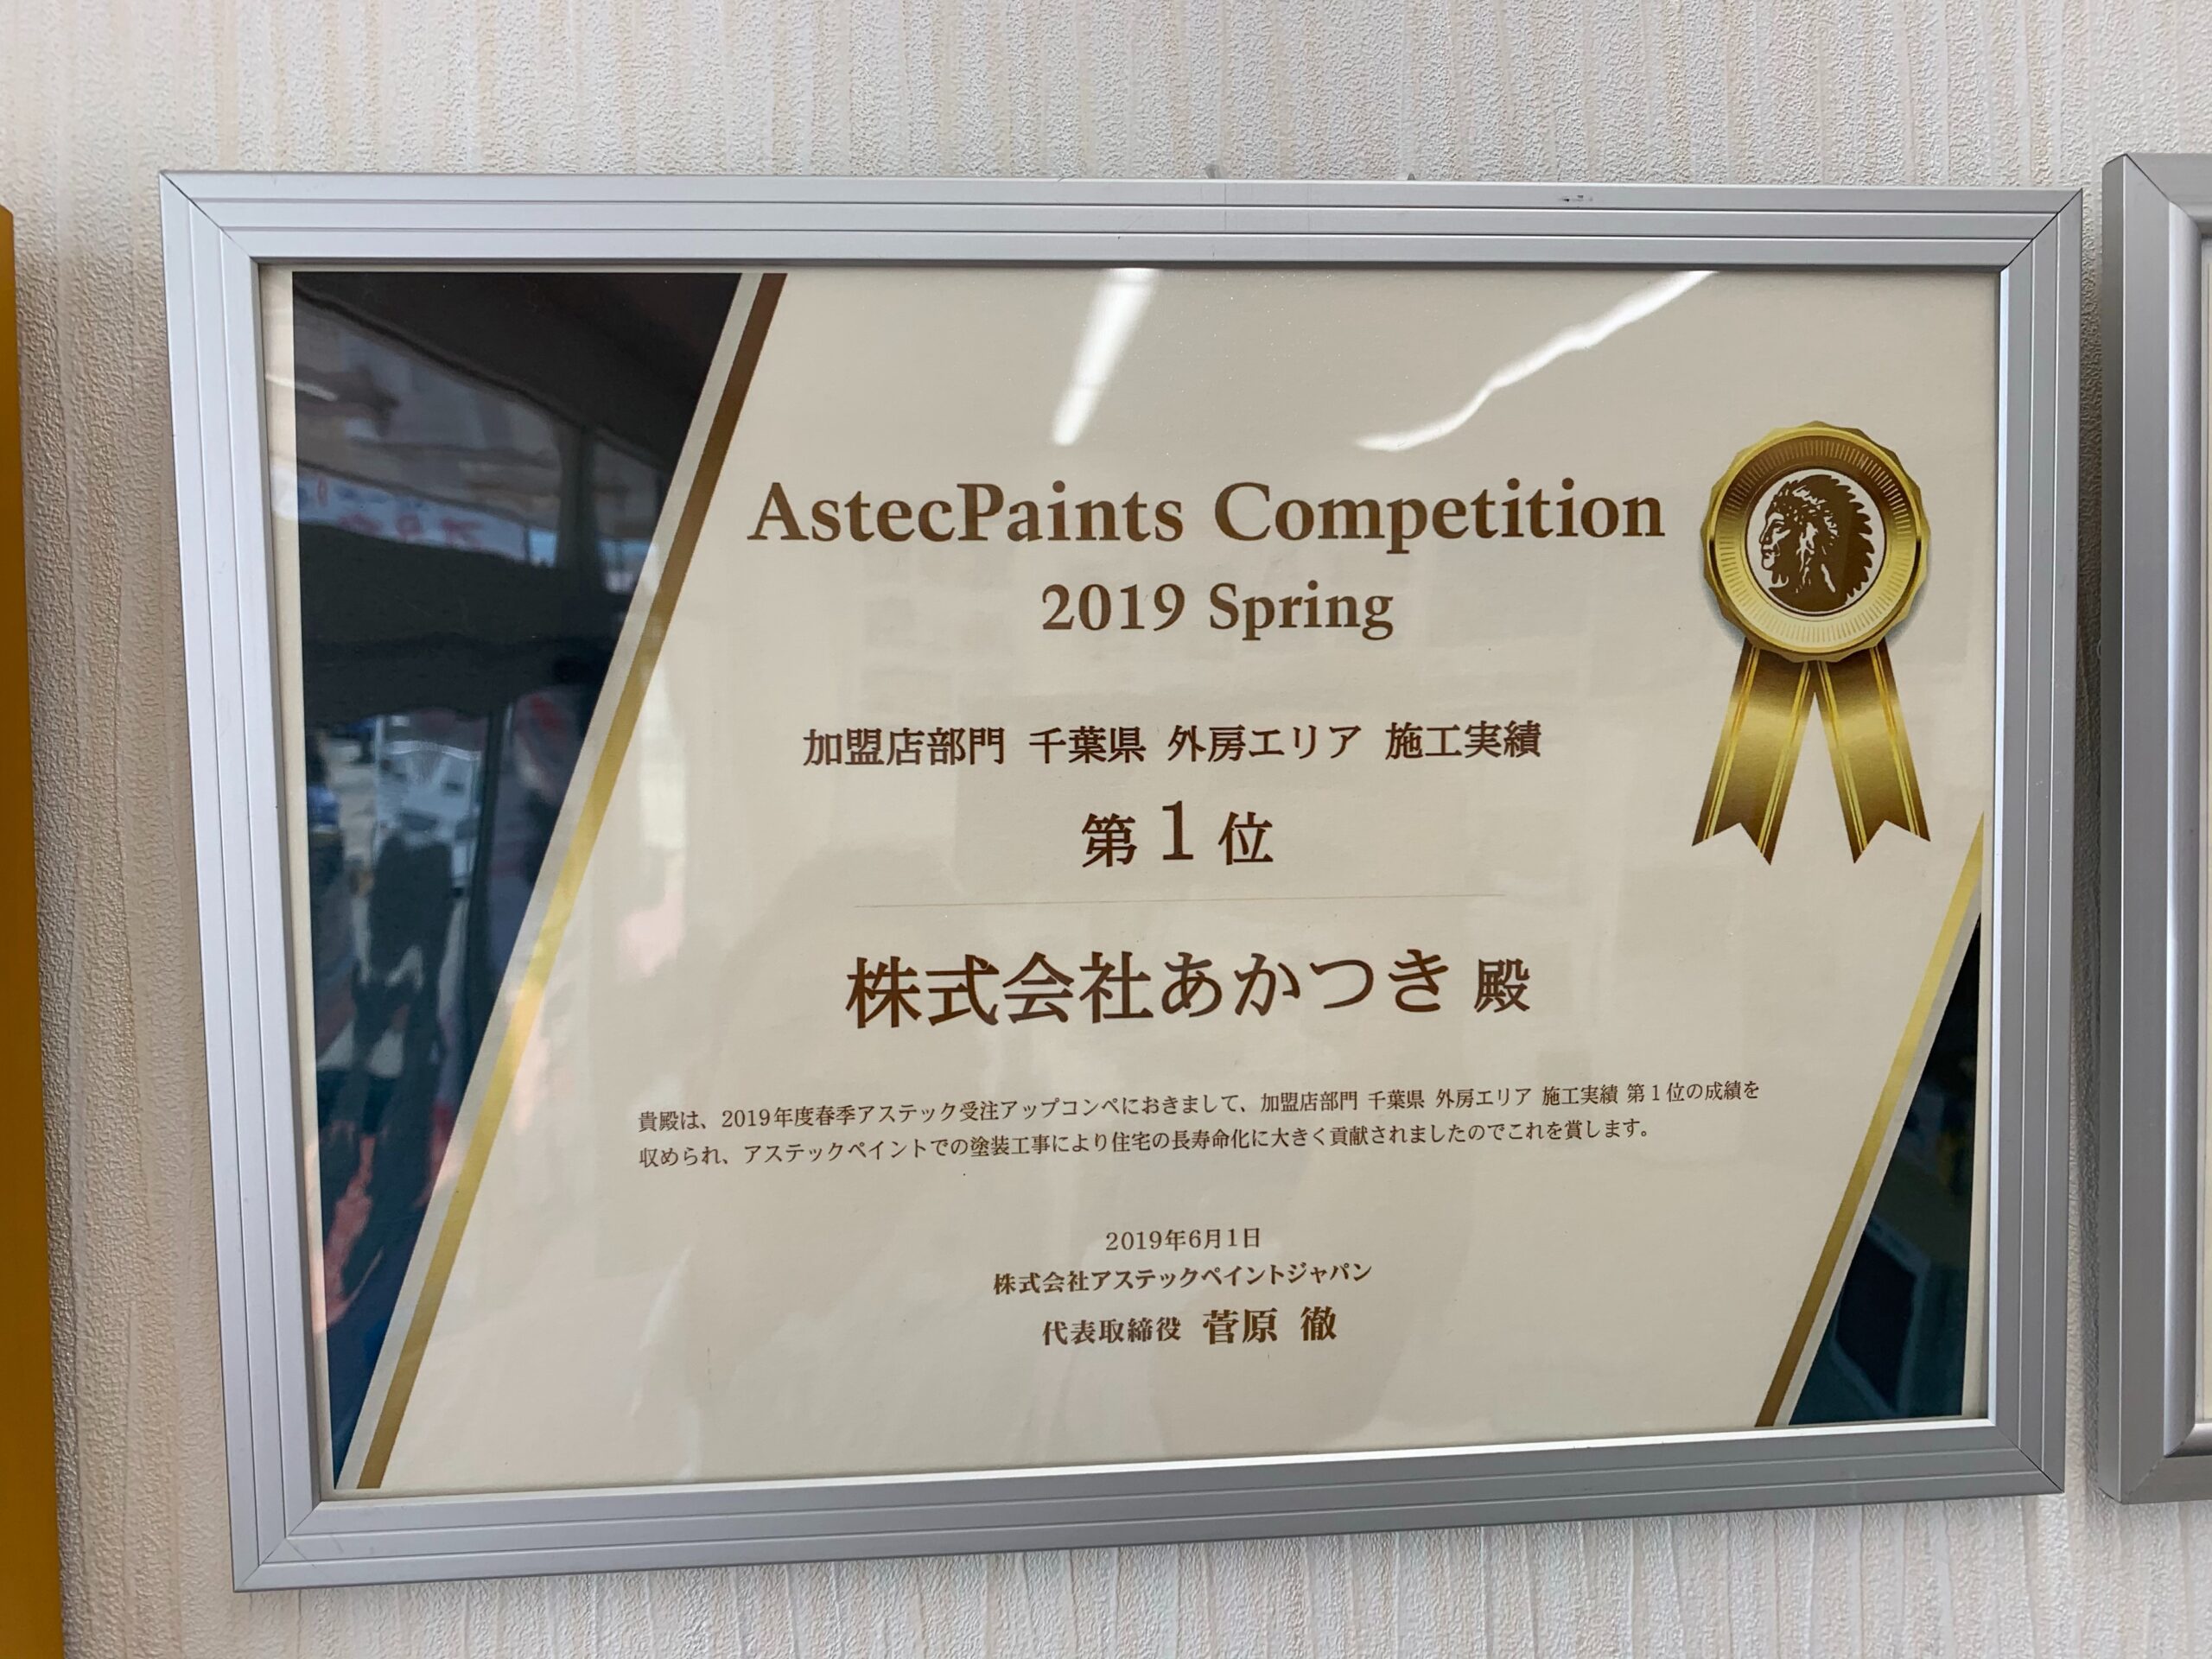 AstecPaints Competition
2019 Spring
加盟店部門 千葉県 外房エリア 施工実績
第1位
株式会社あかつき 殿
貴殿は、2019年度春季アステック受注アップコンペにおきまして、加盟店部門 千葉県 外房エリア 施工実績 第1位の成績を
収められ、アステックペイントでの塗装工事により住宅の長寿命化に大きく貢献されましたのでこれを賞します。
2019年6月1日
株式会社アステックペイントジャパン
代表取締役 菅原 徹